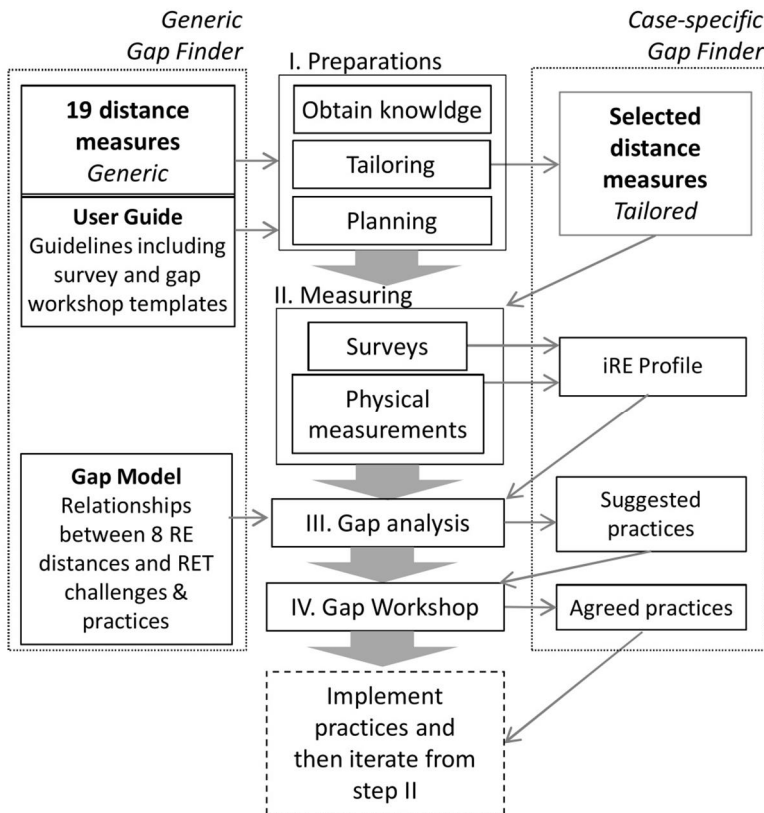 Generic
Gap Finder
19 distance
measures
Generic
User Guide
Guidelines including
survey and gap
workshop templates
Gap Model
Relationships
between 8 RE
distances and RET
challenges &
practices
I. Preparations
Obtain knowldge
Tailoring
Planning
II. Measuring
Surveys
Physical
measurements
III. Gap analysis
IV. Gap Workshop
Implement
practices and
then iterate from
step II
Case-specific
Gap Finder
Selected
distance
measures
Tailored
iRE Profile
Suggested
practices
Agreed practices